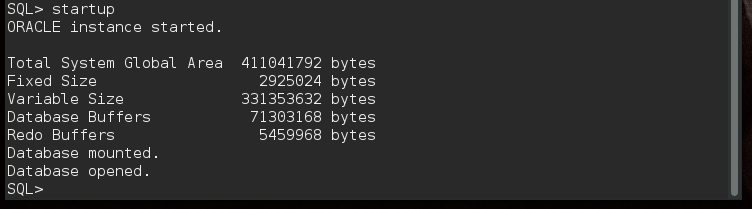 SQL> startup
ORACLE instance started.

Total System Global Area  411041792 bytes
Fixed Size                  2925024 bytes
Variable Size             331353632 bytes
Database Buffers           71303168 bytes
Redo Buffers                5459968 bytes
Database mounted.
Database opened.
SQL>